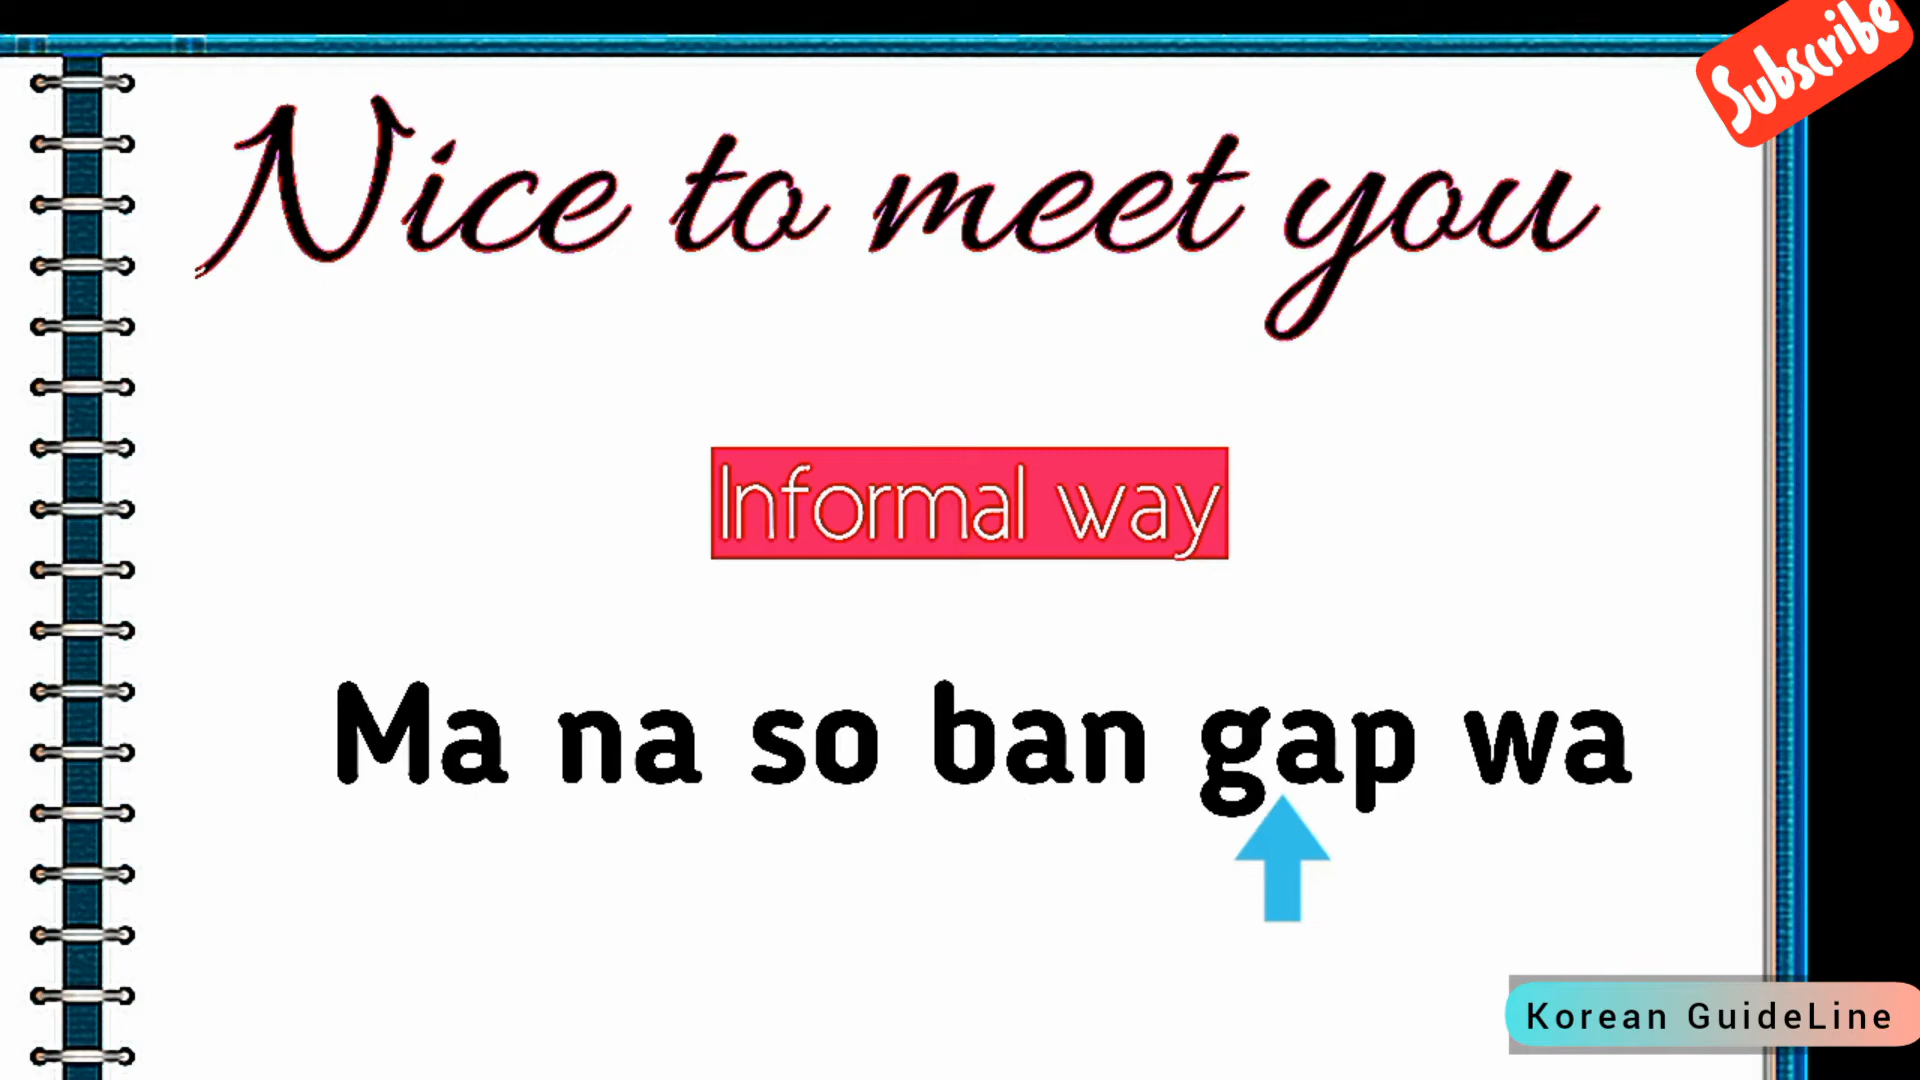 Subscribe
Nice to meet you
Informal way
Ma na so ban gap wa
Korean GuideLine